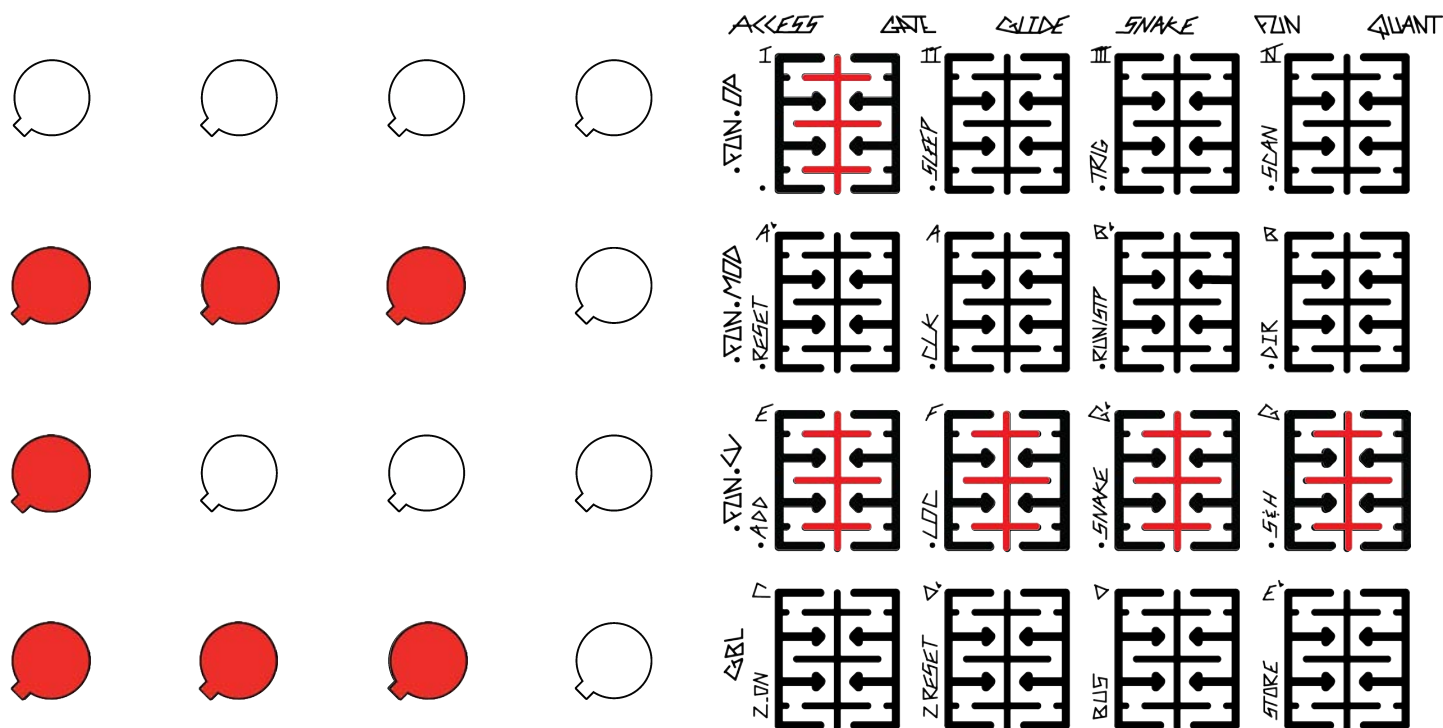 ACCESS GATE GLIDE SNAKE FUN QUANT
I II III IV
.FUN.OP .SLEEP .TRIG .SCAN
A' A B' B
.FUN.MOD .RESET .CLK .RUN/STP .DIR
E F G' G
.FUN.CV .ADD .LOC .SNAKE .S&H
C D' D E'
GBL Z.ON Z.RESET BUS STORE